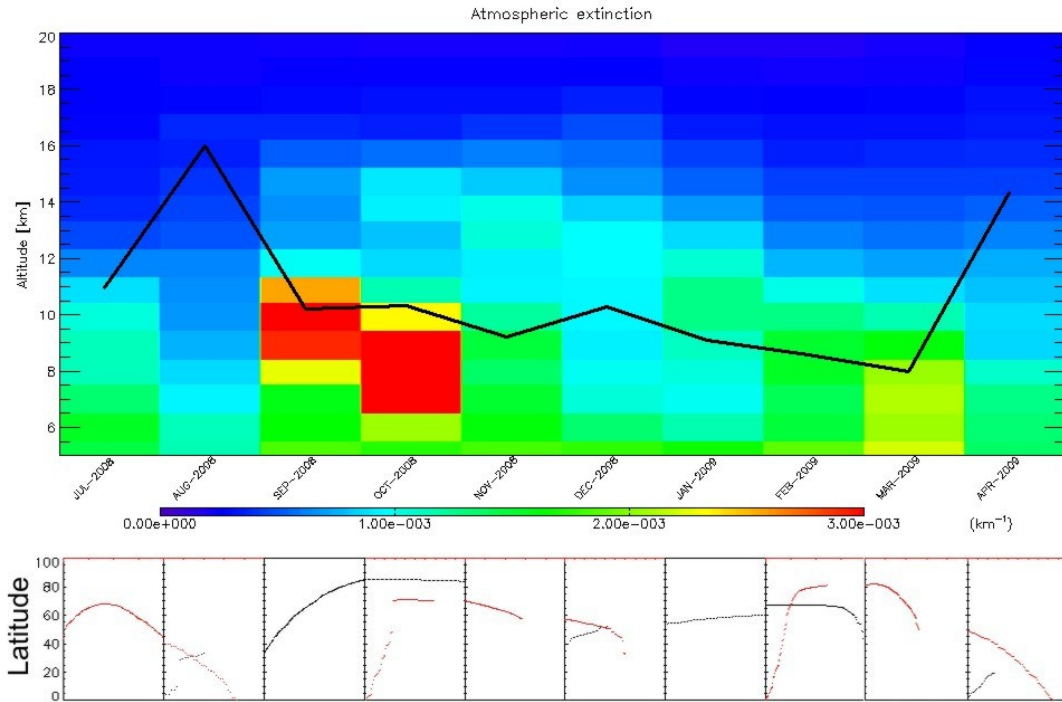 Atmospheric extinction
20
18
16
14
12
10
8
6
Altitude [km]
JUL-2008 AUG-2008 SEP-2008 OCT-2008 NOV-2008 DEC-2008 JAN-2009 FEB-2009 MAR-2009 APR-2009
0.00e+000 1.00e-003 2.00e-003 3.00e-003 (km⁻¹)
100
80
60
40
20
0
Latitude